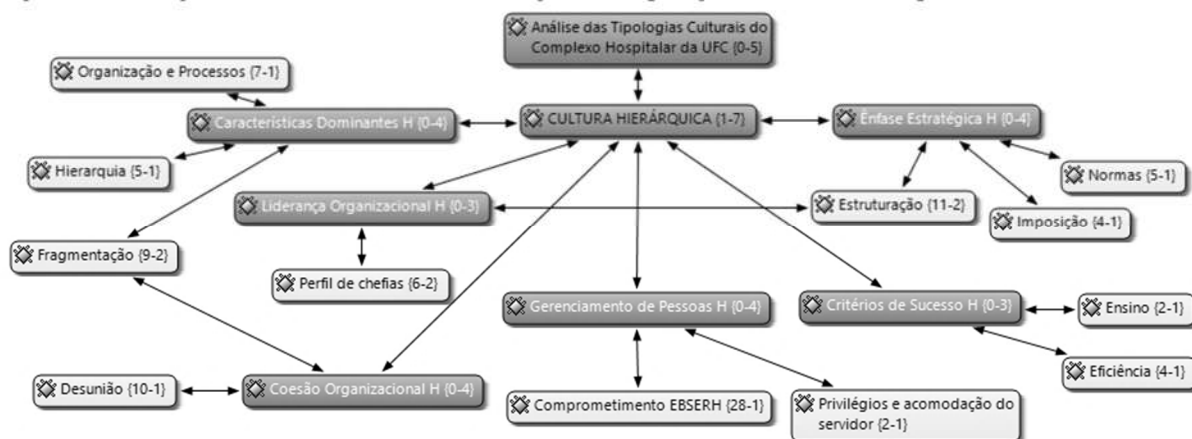 Análise das Tipologias Culturais do
Complexo Hospitalar da UFC {0-5}
Organização e Processos {7-1}
Características Dominantes H {0-4}
CULTURA HIERÁRQUICA {1-7}
Ênfase Estratégica H {0-4}
Hierarquia {5-1}
Normas {5-1}
Liderança Organizacional H {0-3}
Estruturação {11-2}
Imposição {4-1}
Fragmentação {9-2}
Perfil de chefias {6-2}
Gerenciamento de Pessoas H {0-4}
Critérios de Sucesso H {0-3}
Ensino {2-1}
Eficiência {4-1}
Desunião {10-1}
Coesão Organizacional H {0-4}
Comprometimento EBSERH {28-1}
Privilégios e acomodação do
servidor {2-1}